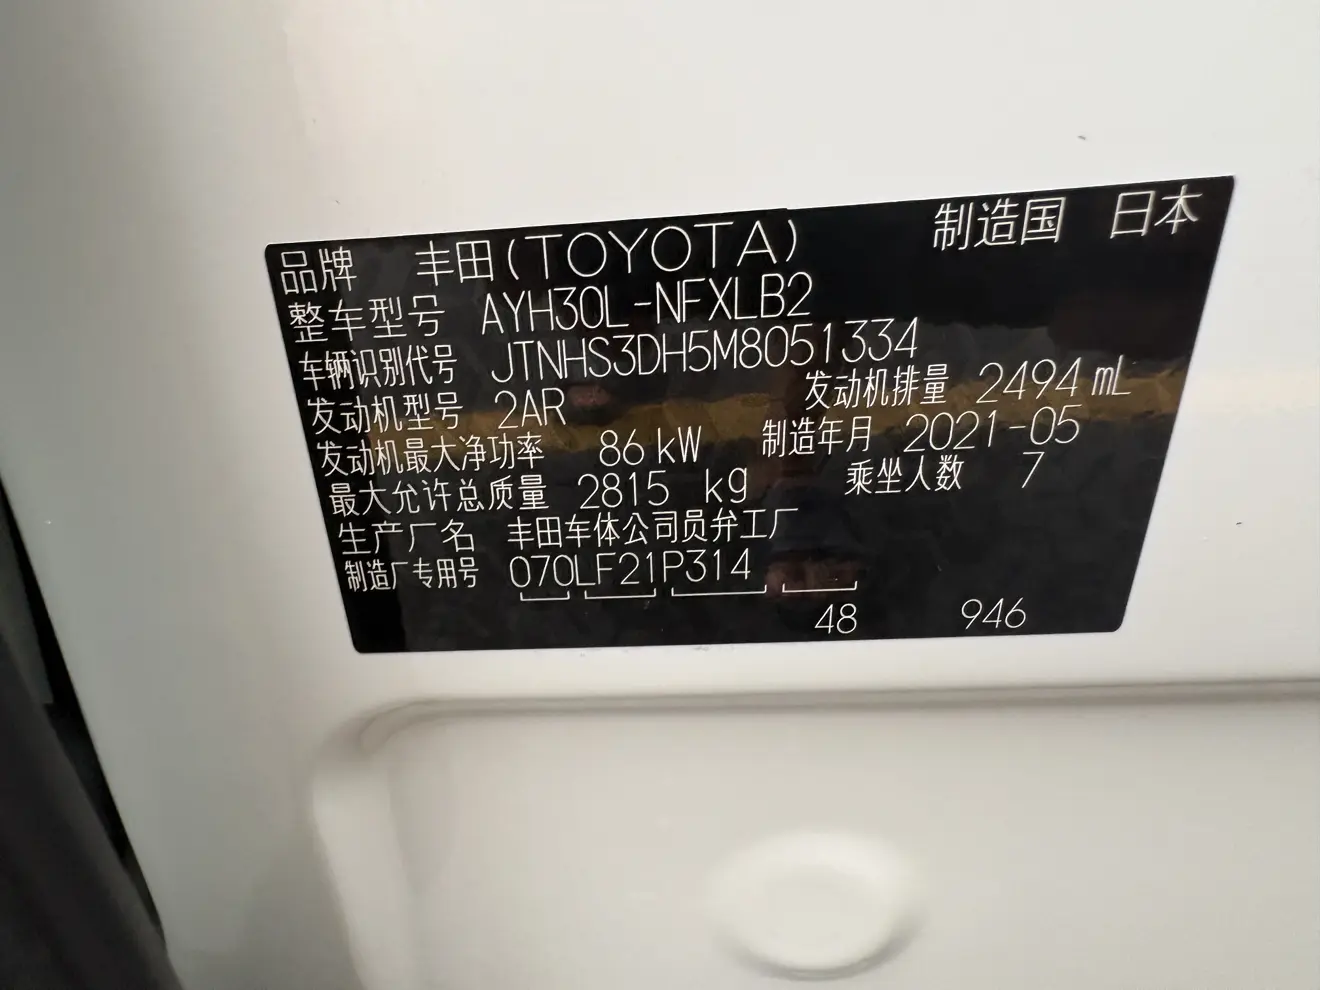 品牌 丰田(TOYOTA) 制造国 日本
整车型号 AYH30L-NFXLB2
车辆识别代号 JTNHS3DH5M8051334
发动机型号 2AR 发动机排量 2494 mL
发动机最大净功率 86 kW 制造年月 2021-05
最大允许总质量 2815 kg 乘坐人数 7
生产厂名 丰田车体公司员弁工厂
制造厂专用号 070LF21P314
48 946